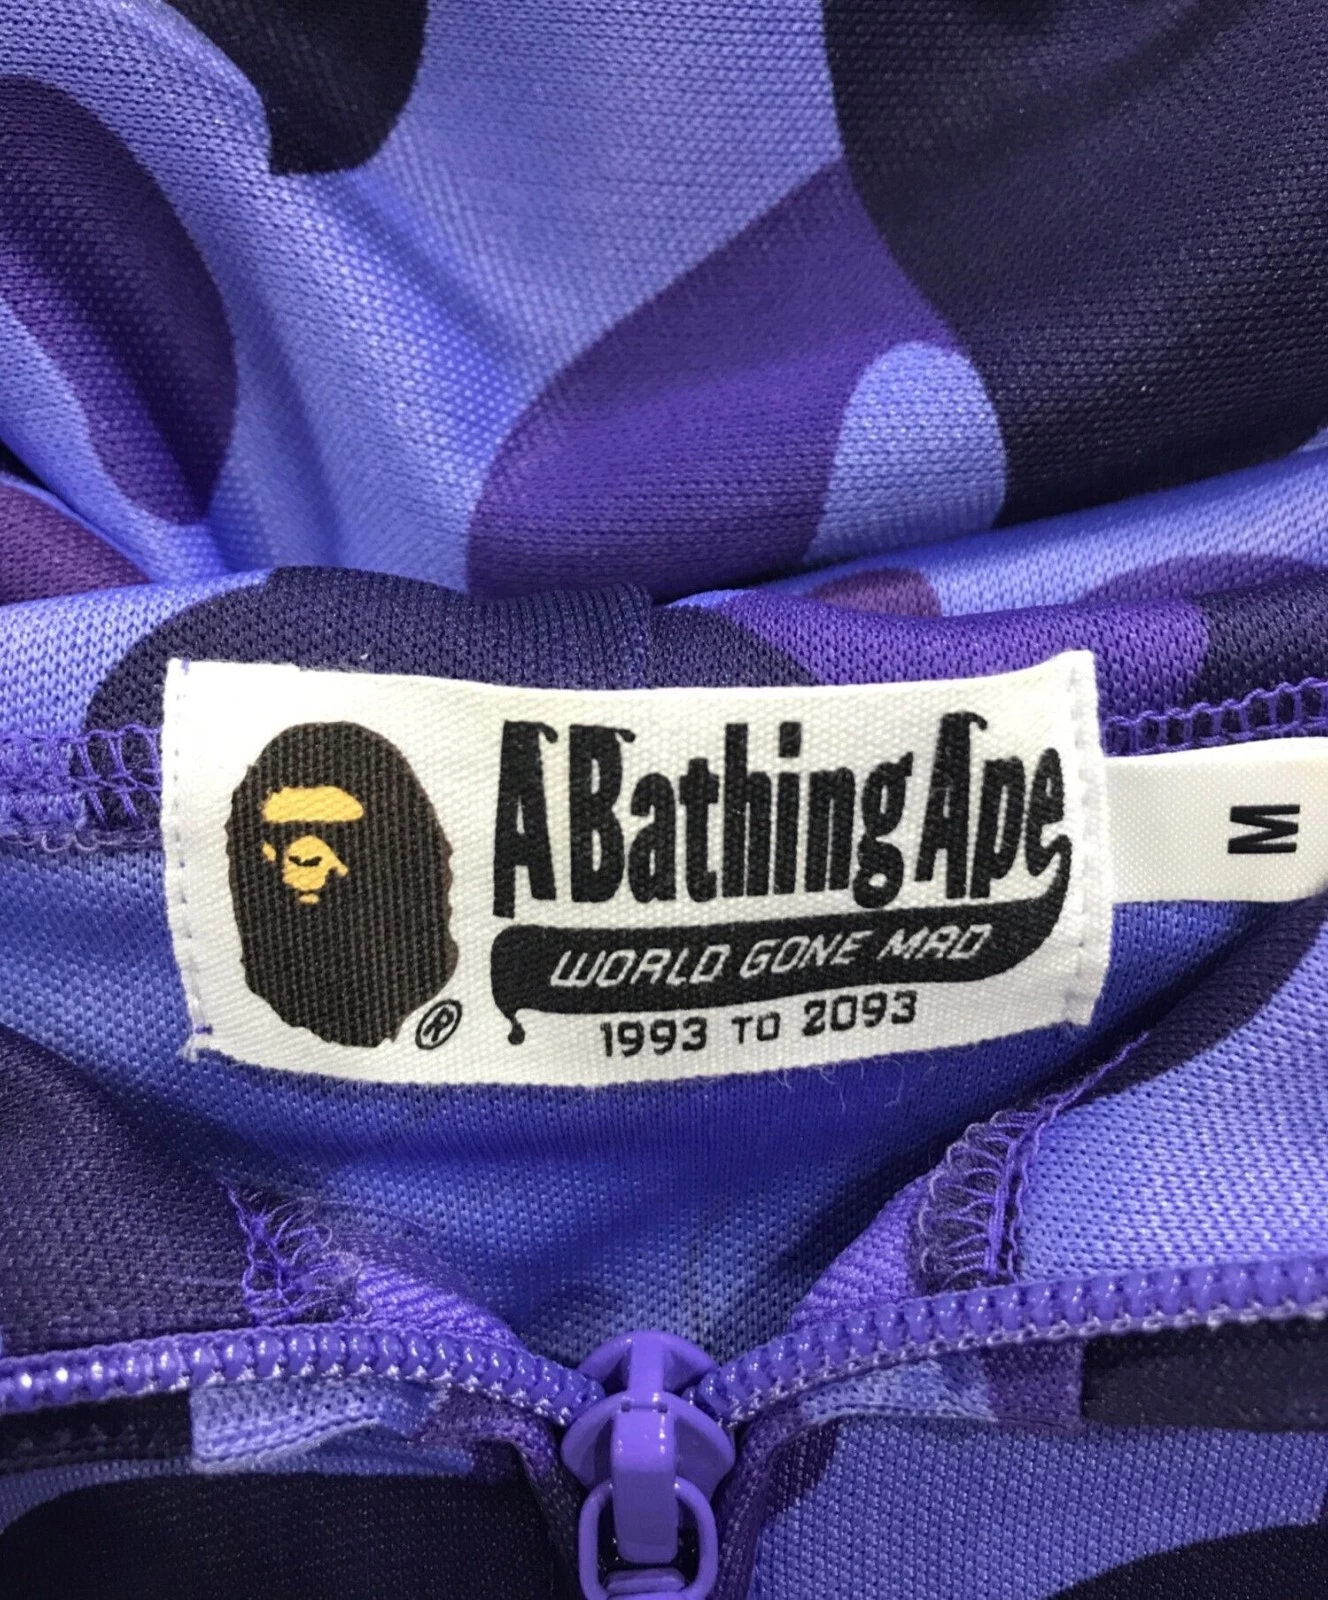 A Bathing Ape
WORLD GONE MAD
1993 TO 2093
®
M